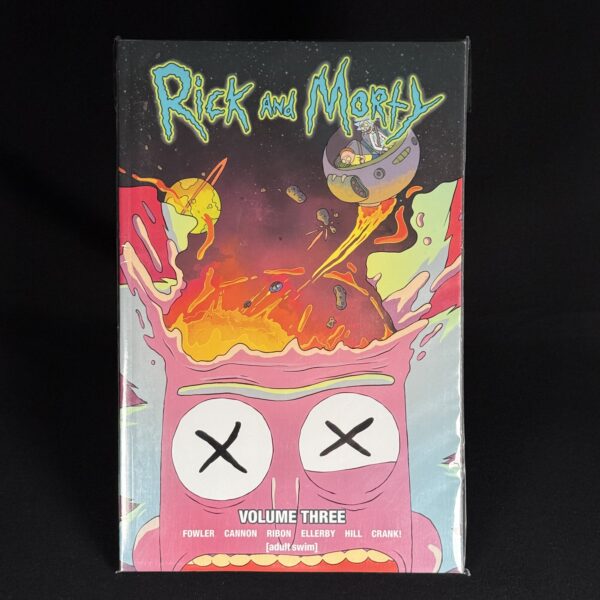 Rick and Morty
VOLUME THREE
FOWLER CANNON RIBON ELLERBY HILL CRANK!
[adult swim]